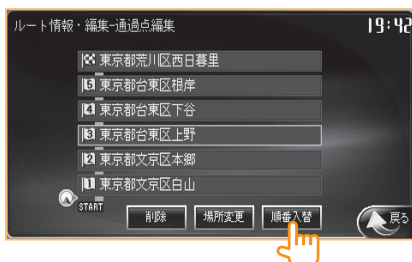 ルート情報・編集-通過点編集
19:42
東京都荒川区西日暮里
5 東京都台東区根岸
4 東京都台東区下谷
3 東京都台東区上野
2 東京都文京区本郷
1 東京都文京区白山
START
削除 場所変更 順番入替 戻る